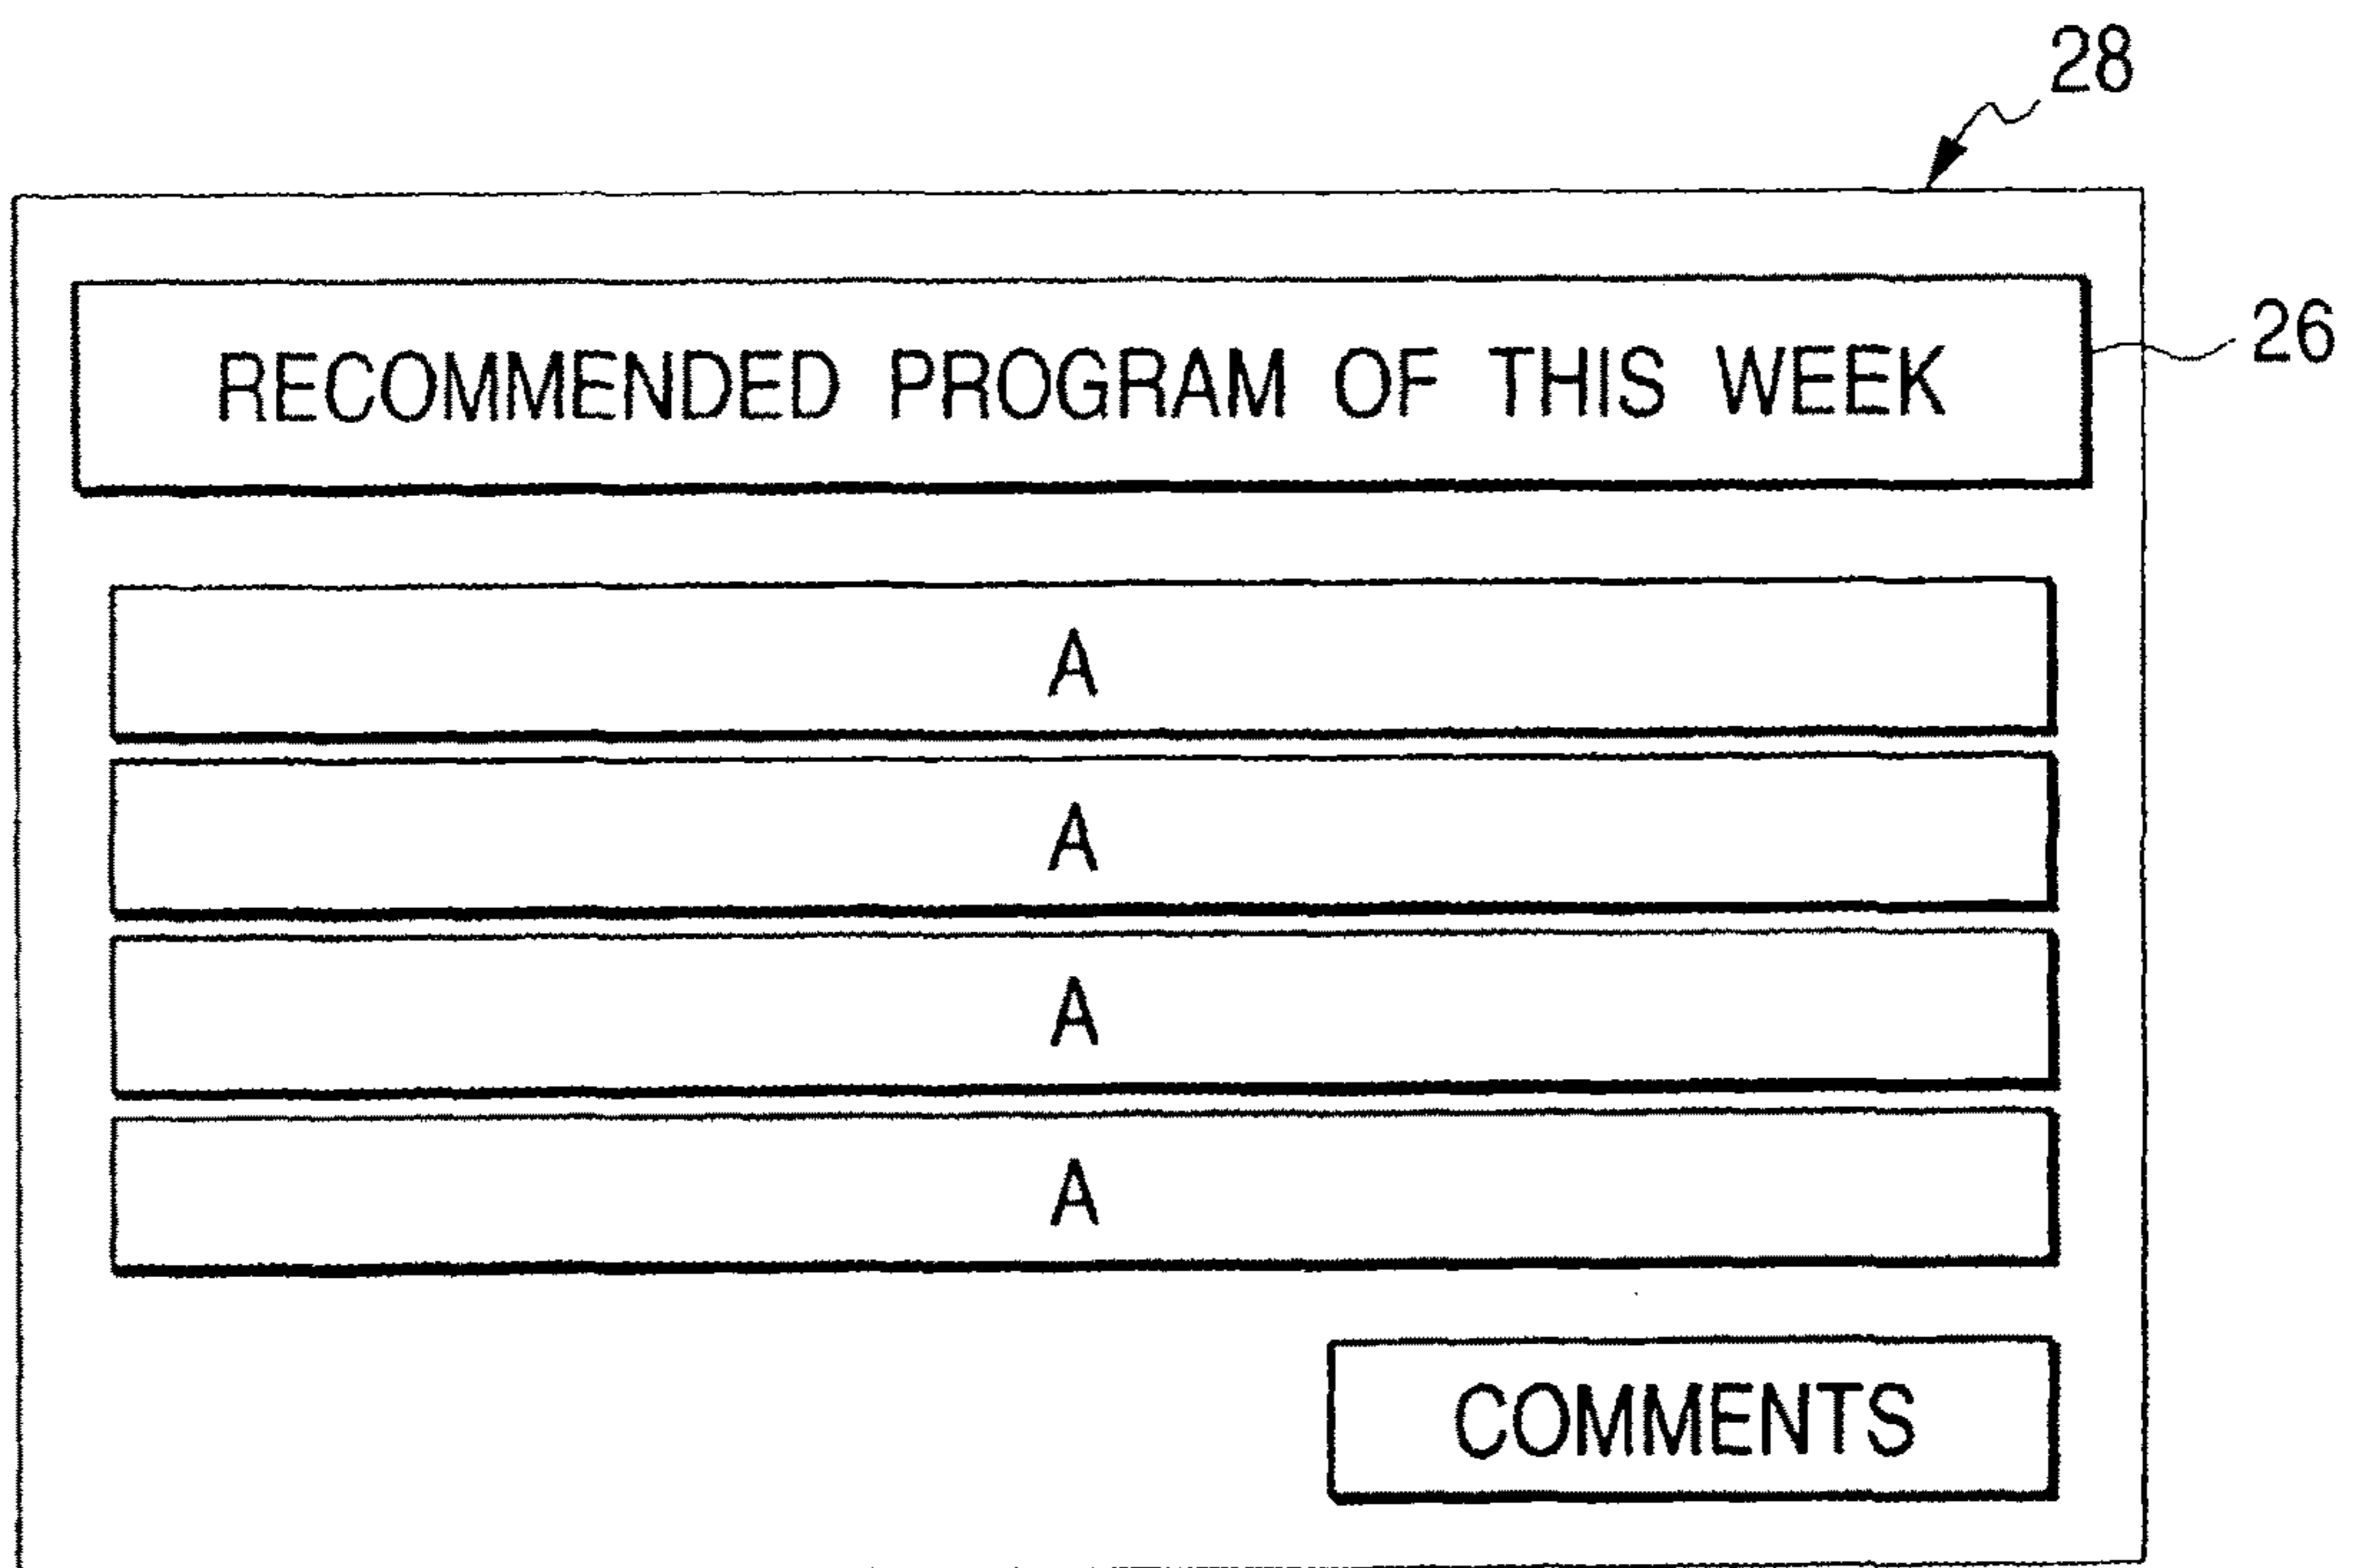 28
RECOMMENDED PROGRAM OF THIS WEEK
26
A
A
A
A
COMMENTS